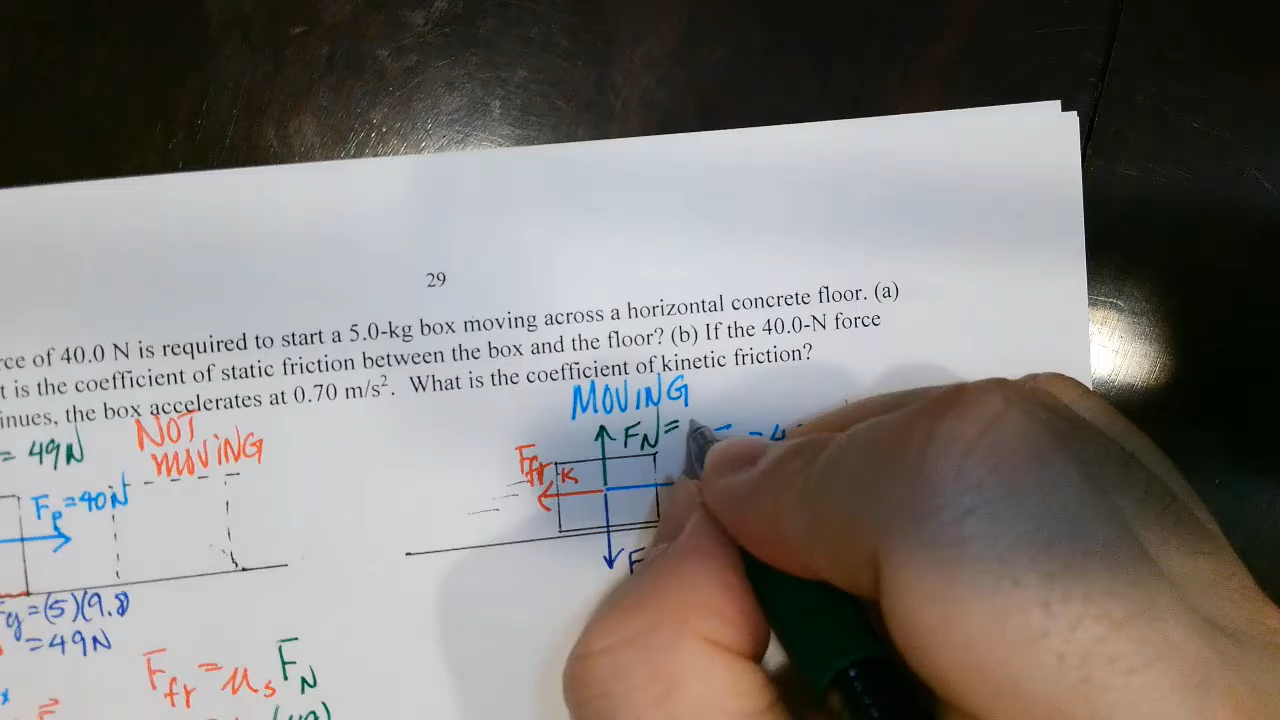 29
ce of 40.0 N is required to start a 5.0-kg box moving across a horizontal concrete floor. (a)
t is the coefficient of static friction between the box and the floor? (b) If the 40.0-N force
inues, the box accelerates at 0.70 m/s². What is the coefficient of kinetic friction?
= 49N
NOT
MOVING
Fp = 40N
Fg = (5)(9.8)
= 49N
Ffr = μs FN
MOVING
FN =
Ffr K
F